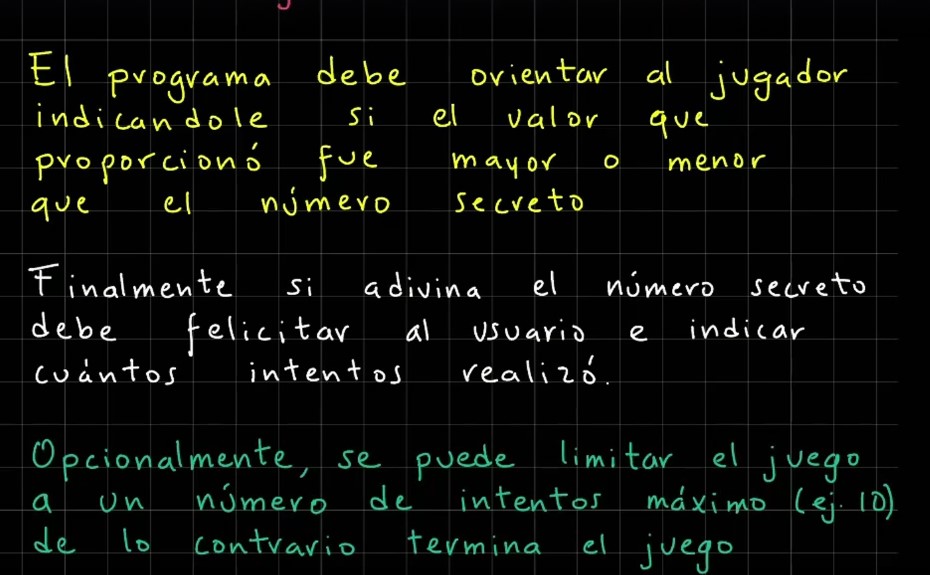 El programa debe orientar al jugador
indicandole si el valor que
proporcionó fue mayor o menor
que el número secreto
Finalmente si adivina el número secreto
debe felicitar al usuario e indicar
cuántos intentos realizó.
Opcionalmente, se puede limitar el juego
a un número de intentos máximo (ej. 10)
de lo contrario termina el juego